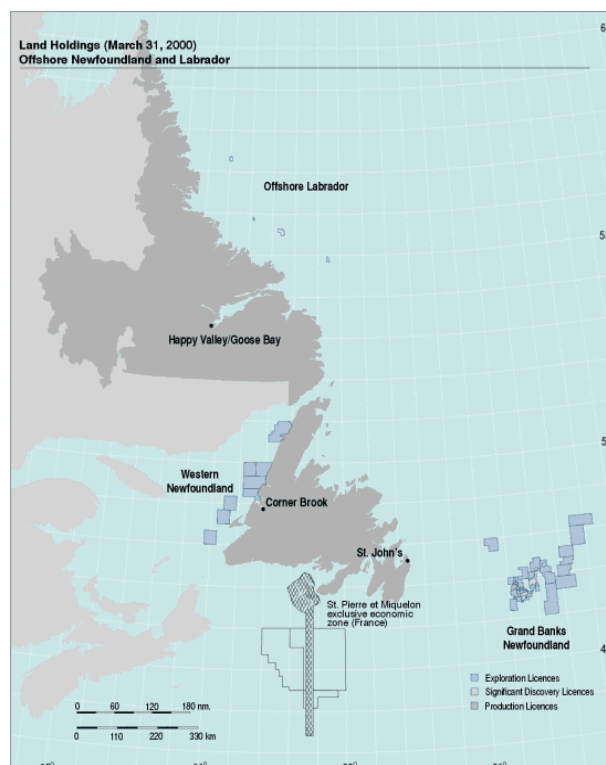 Land Holdings (March 31, 2000)
Offshore Newfoundland and Labrador
Offshore Labrador
Happy Valley/Goose Bay
Western
Newfoundland
Corner Brook
St. John's
St. Pierre et Miquelon
exclusive economic
zone (France)
Grand Banks
Newfoundland
Exploration Licences
Significant Discovery Licences
Production Licences
0 60 120 180 nm.
0 110 220 330 km